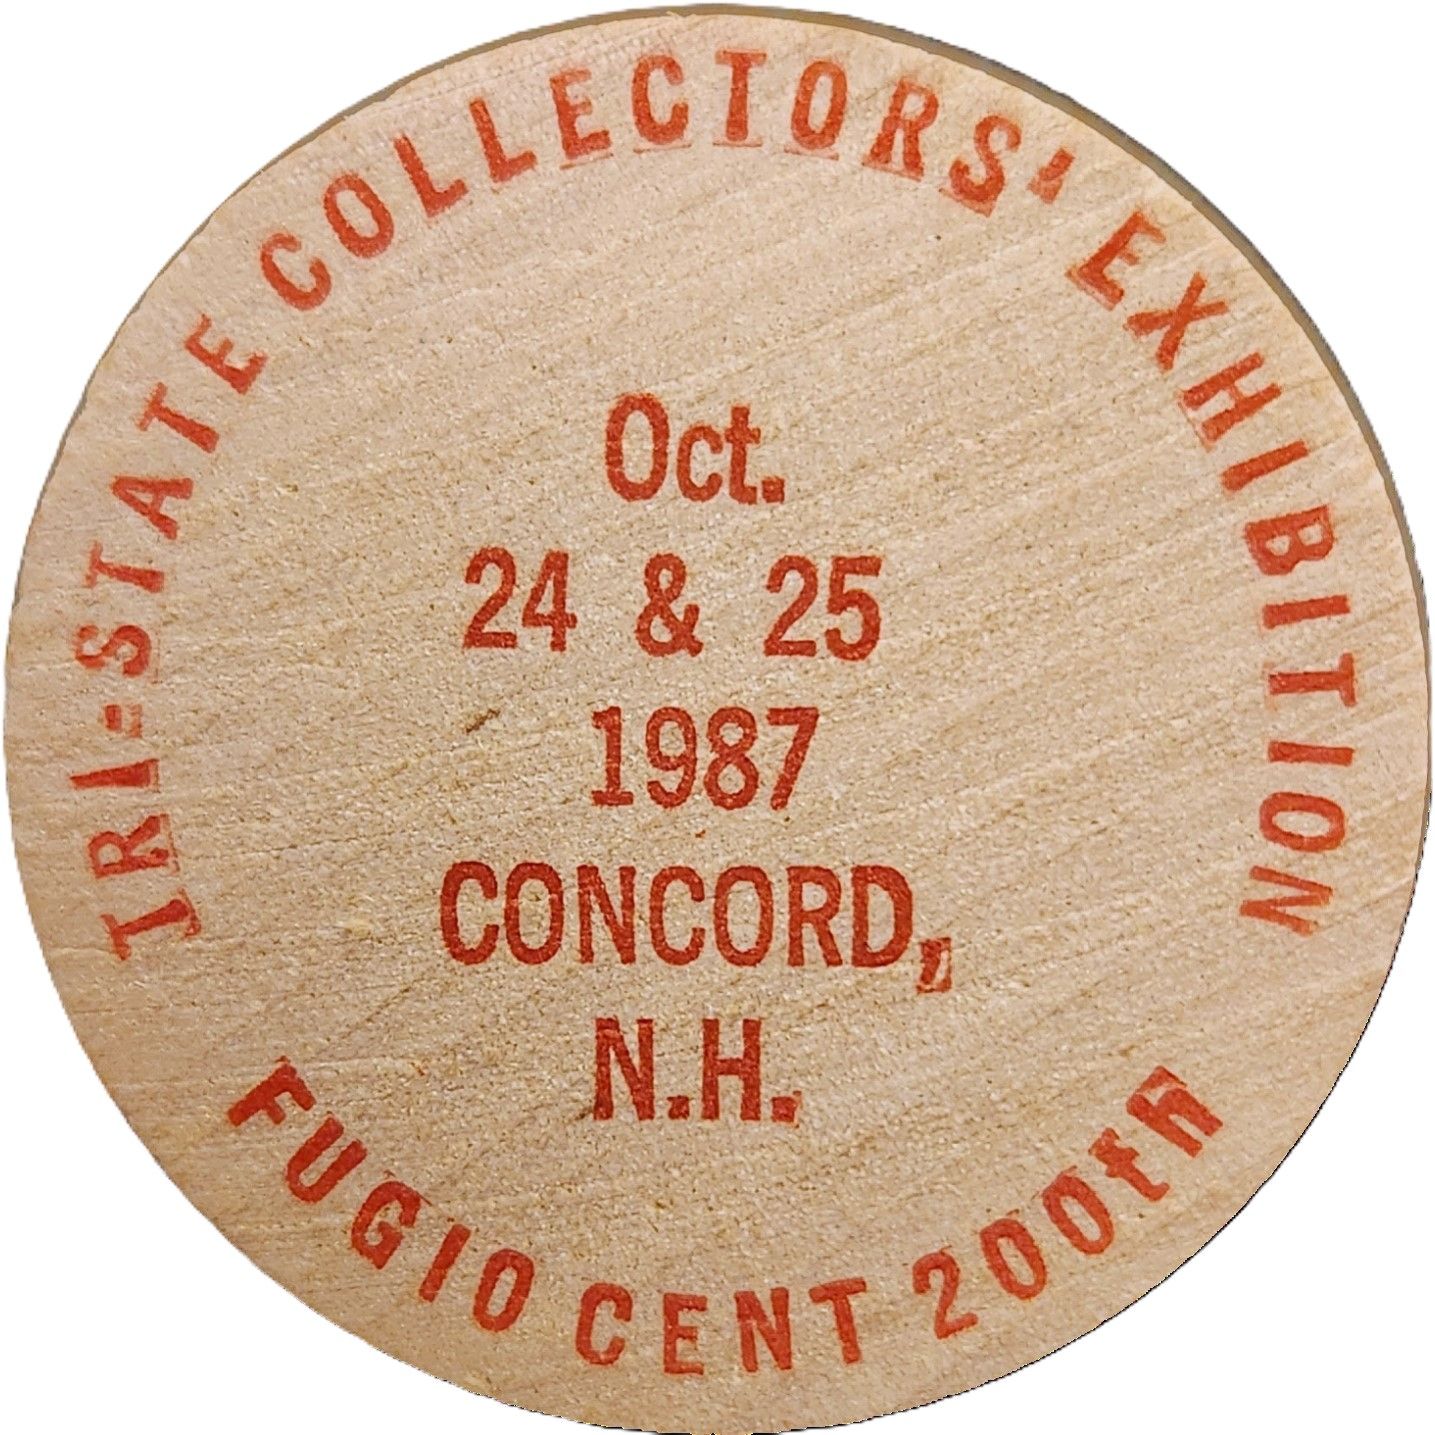 TRI-STATE COLLECTORS' EXHIBITION
Oct.
24 & 25
1987
CONCORD,
N.H.
FUGIO CENT 200th